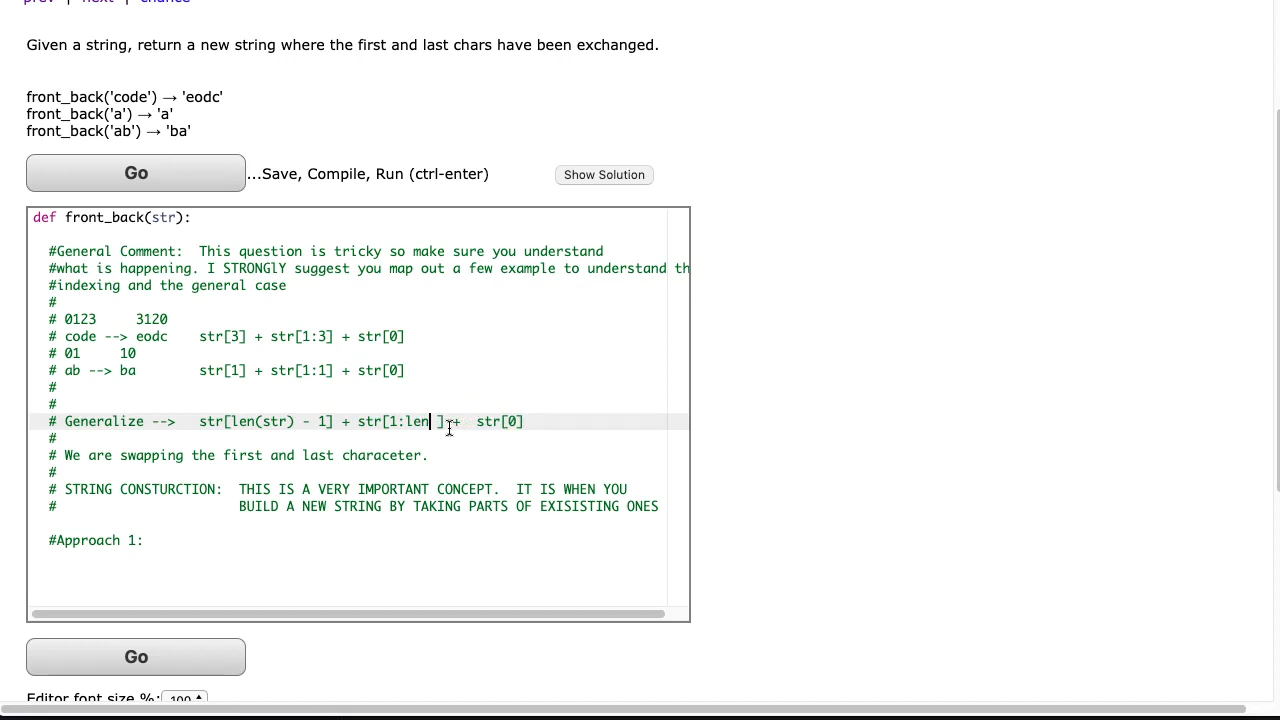 prev | next | chance
Given a string, return a new string where the first and last chars have been exchanged.
front_back('code') → 'eodc'
front_back('a') → 'a'
front_back('ab') → 'ba'
Go ...Save, Compile, Run (ctrl-enter) Show Solution
def front_back(str):
#General Comment: This question is tricky so make sure you understand
#what is happening. I STRONGlY suggest you map out a few example to understand th
#indexing and the general case
#
# 0123 3120
# code --> eodc str[3] + str[1:3] + str[0]
# 01 10
# ab --> ba str[1] + str[1:1] + str[0]
#
#
# Generalize --> str[len(str) - 1] + str[1:len ] + str[0]
#
# We are swapping the first and last characeter.
#
# STRING CONSTURCTION: THIS IS A VERY IMPORTANT CONCEPT. IT IS WHEN YOU
# BUILD A NEW STRING BY TAKING PARTS OF EXISISTING ONES
#Approach 1:
Go
Editor font size %: 100